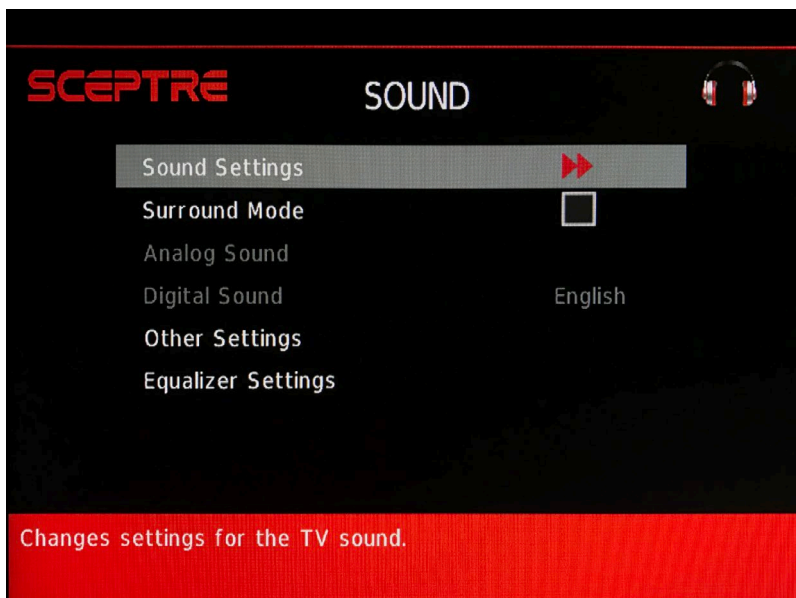 SCEPTRE
SOUND
Sound Settings
Surround Mode
Analog Sound
Digital Sound English
Other Settings
Equalizer Settings
Changes settings for the TV sound.